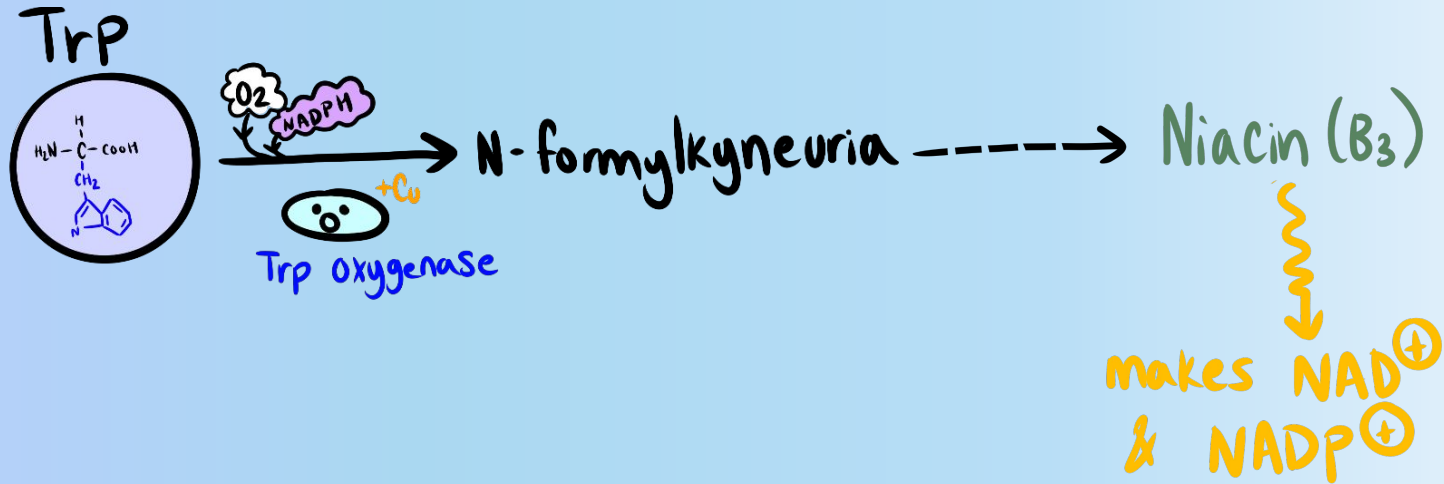 Trp
H
H₂N-C-COOH
CH₂
N
O2
NADPH
+Cu
Trp oxygenase
N-formylkyneuria
Niacin (B₃)
makes NAD+
& NADP+